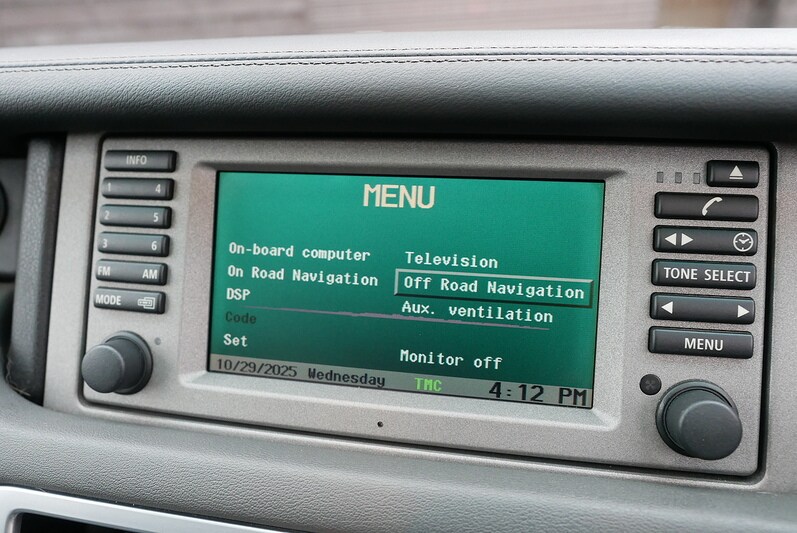 INFO
1 4
2 5
3 6
FM AM
MODE
MENU
On-board computer
On Road Navigation
DSP
Code
Set
Television
Off Road Navigation
Aux. ventilation
Monitor off
10/29/2025 Wednesday TMC 4:12 PM
TONE SELECT
MENU